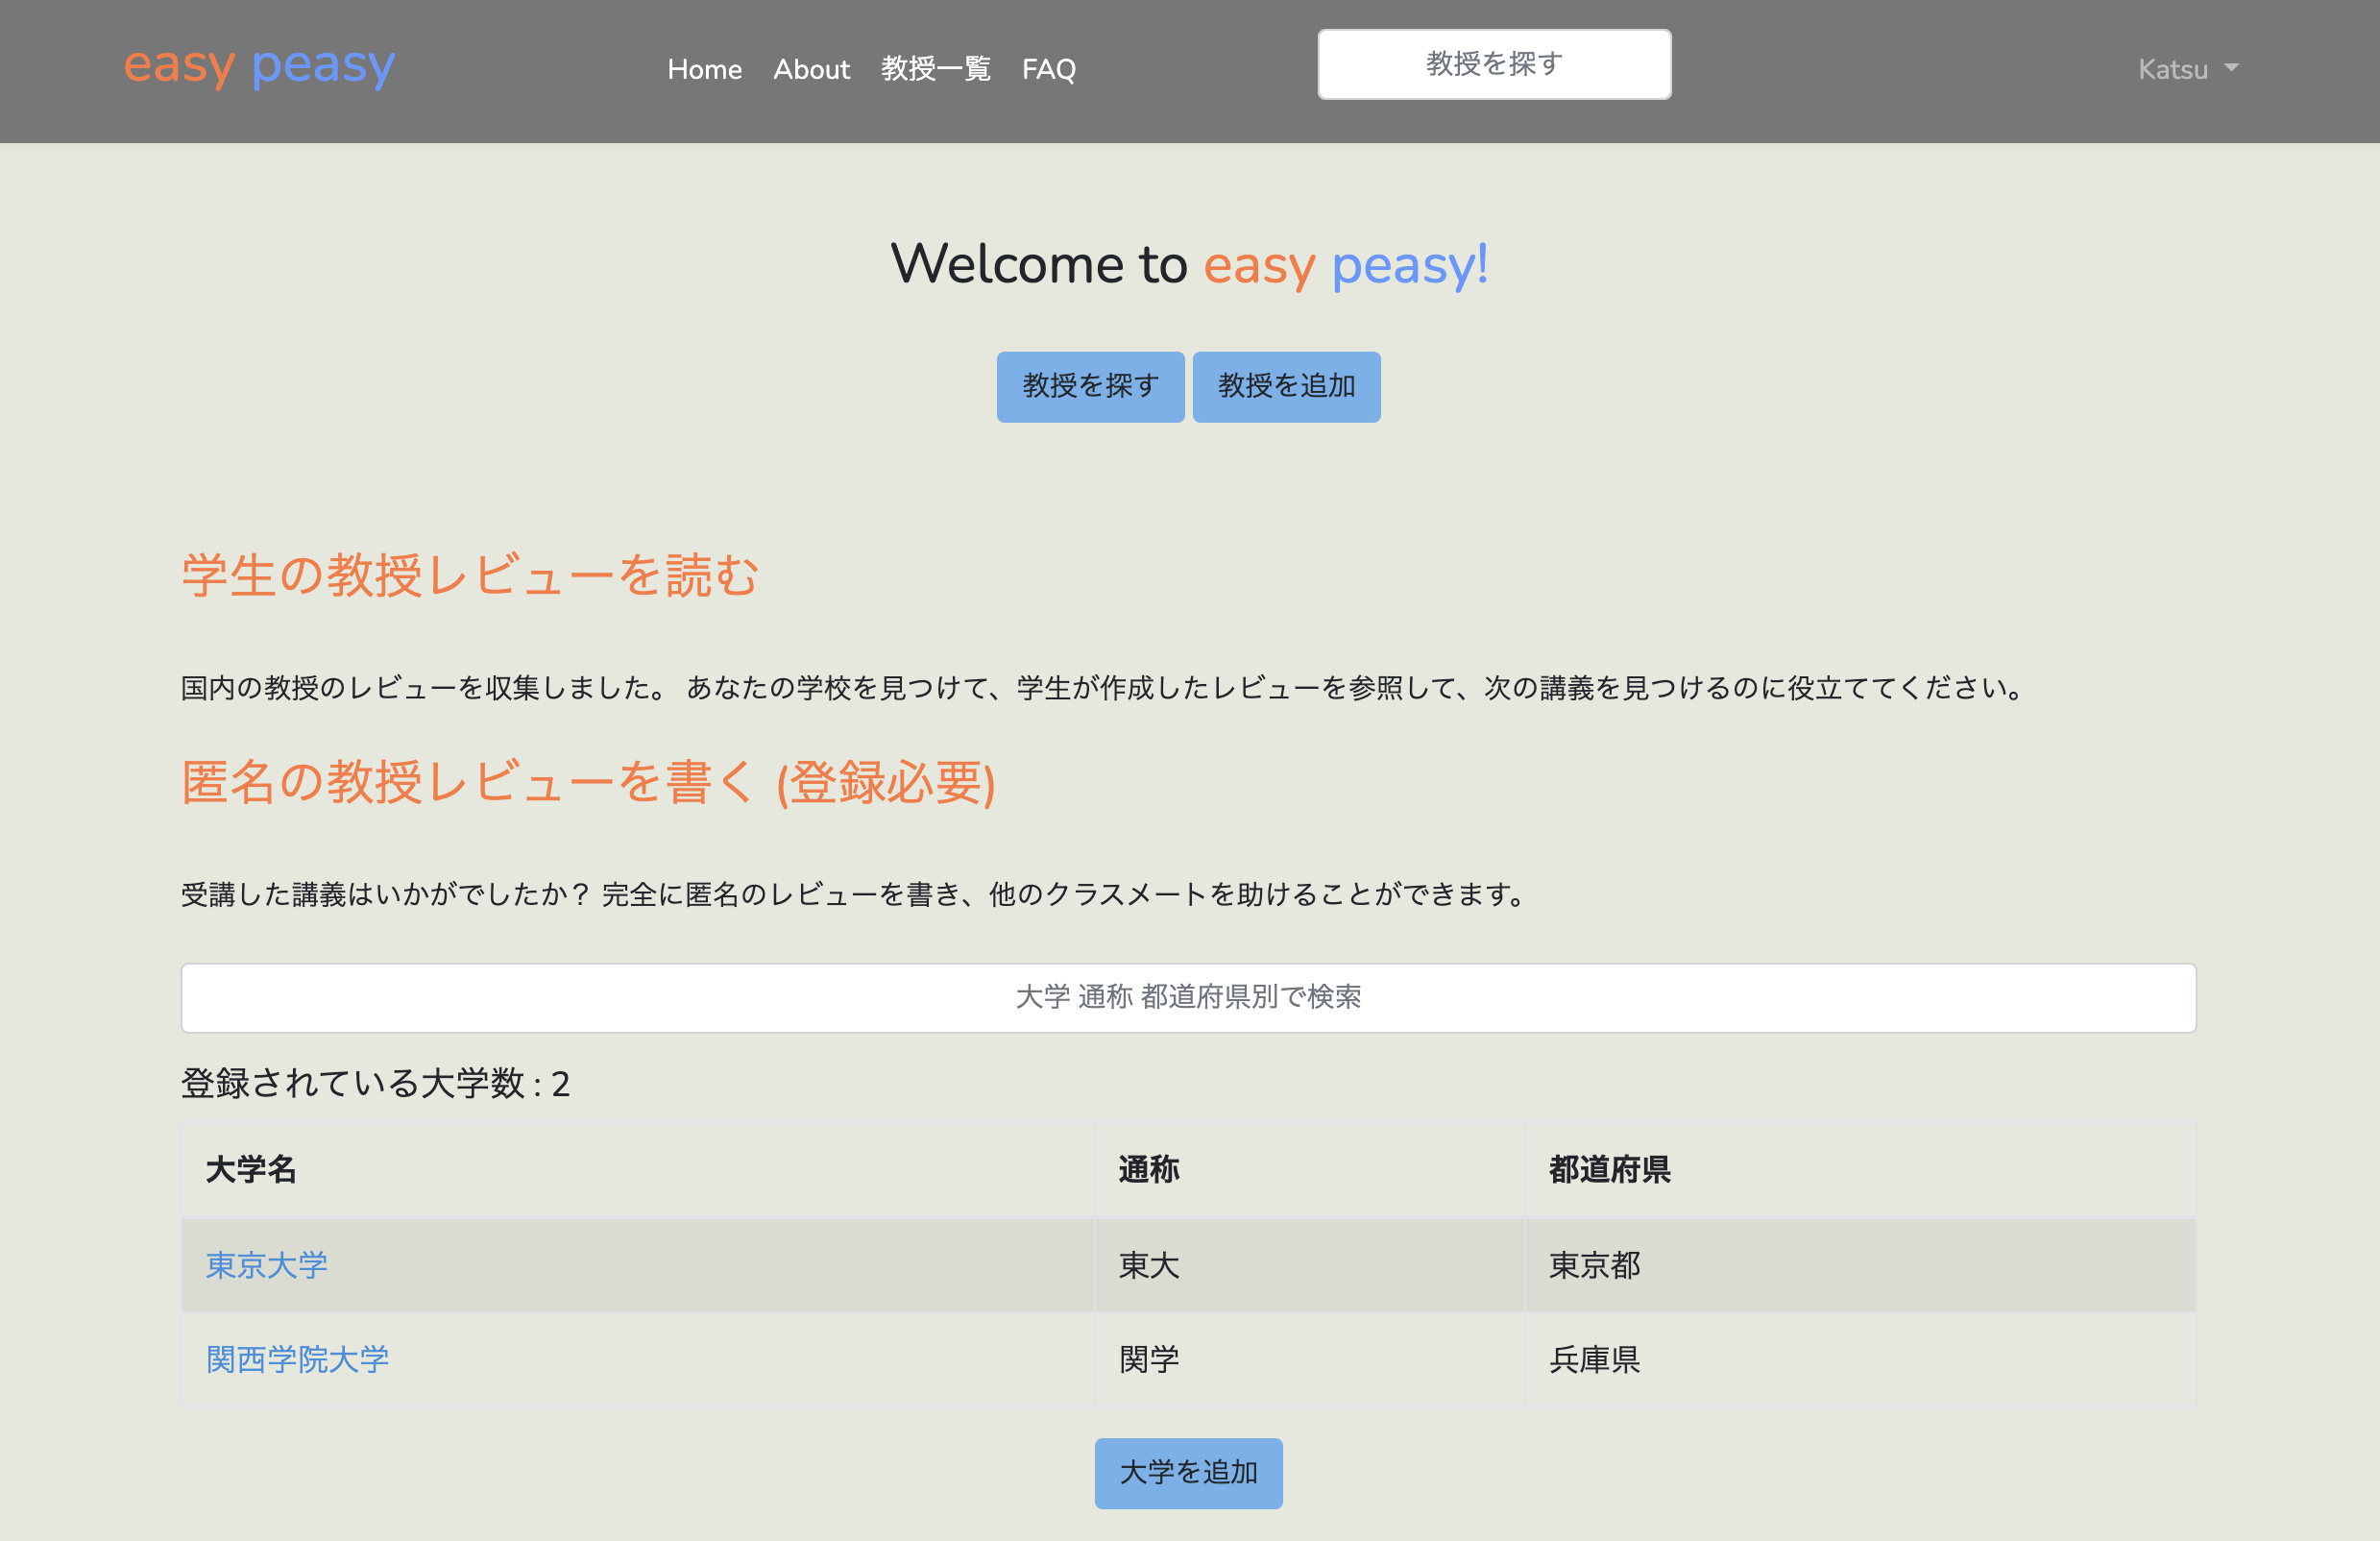 easy peasy
Home About 教授一覧 FAQ
教授を探す
Katsu
Welcome to easy peasy!
教授を探す 教授を追加
学生の教授レビューを読む
国内の教授のレビューを収集しました。 あなたの学校を見つけて、学生が作成したレビューを参照して、次の講義を見つけるのに役立ててください。
匿名の教授レビューを書く (登録必要)
受講した講義はいかがでしたか？ 完全に匿名のレビューを書き、他のクラスメートを助けることができます。
大学 通称 都道府県別で検索
登録されている大学数 : 2
大学名 通称 都道府県
東京大学 東大 東京都
関西学院大学 関学 兵庫県
大学を追加